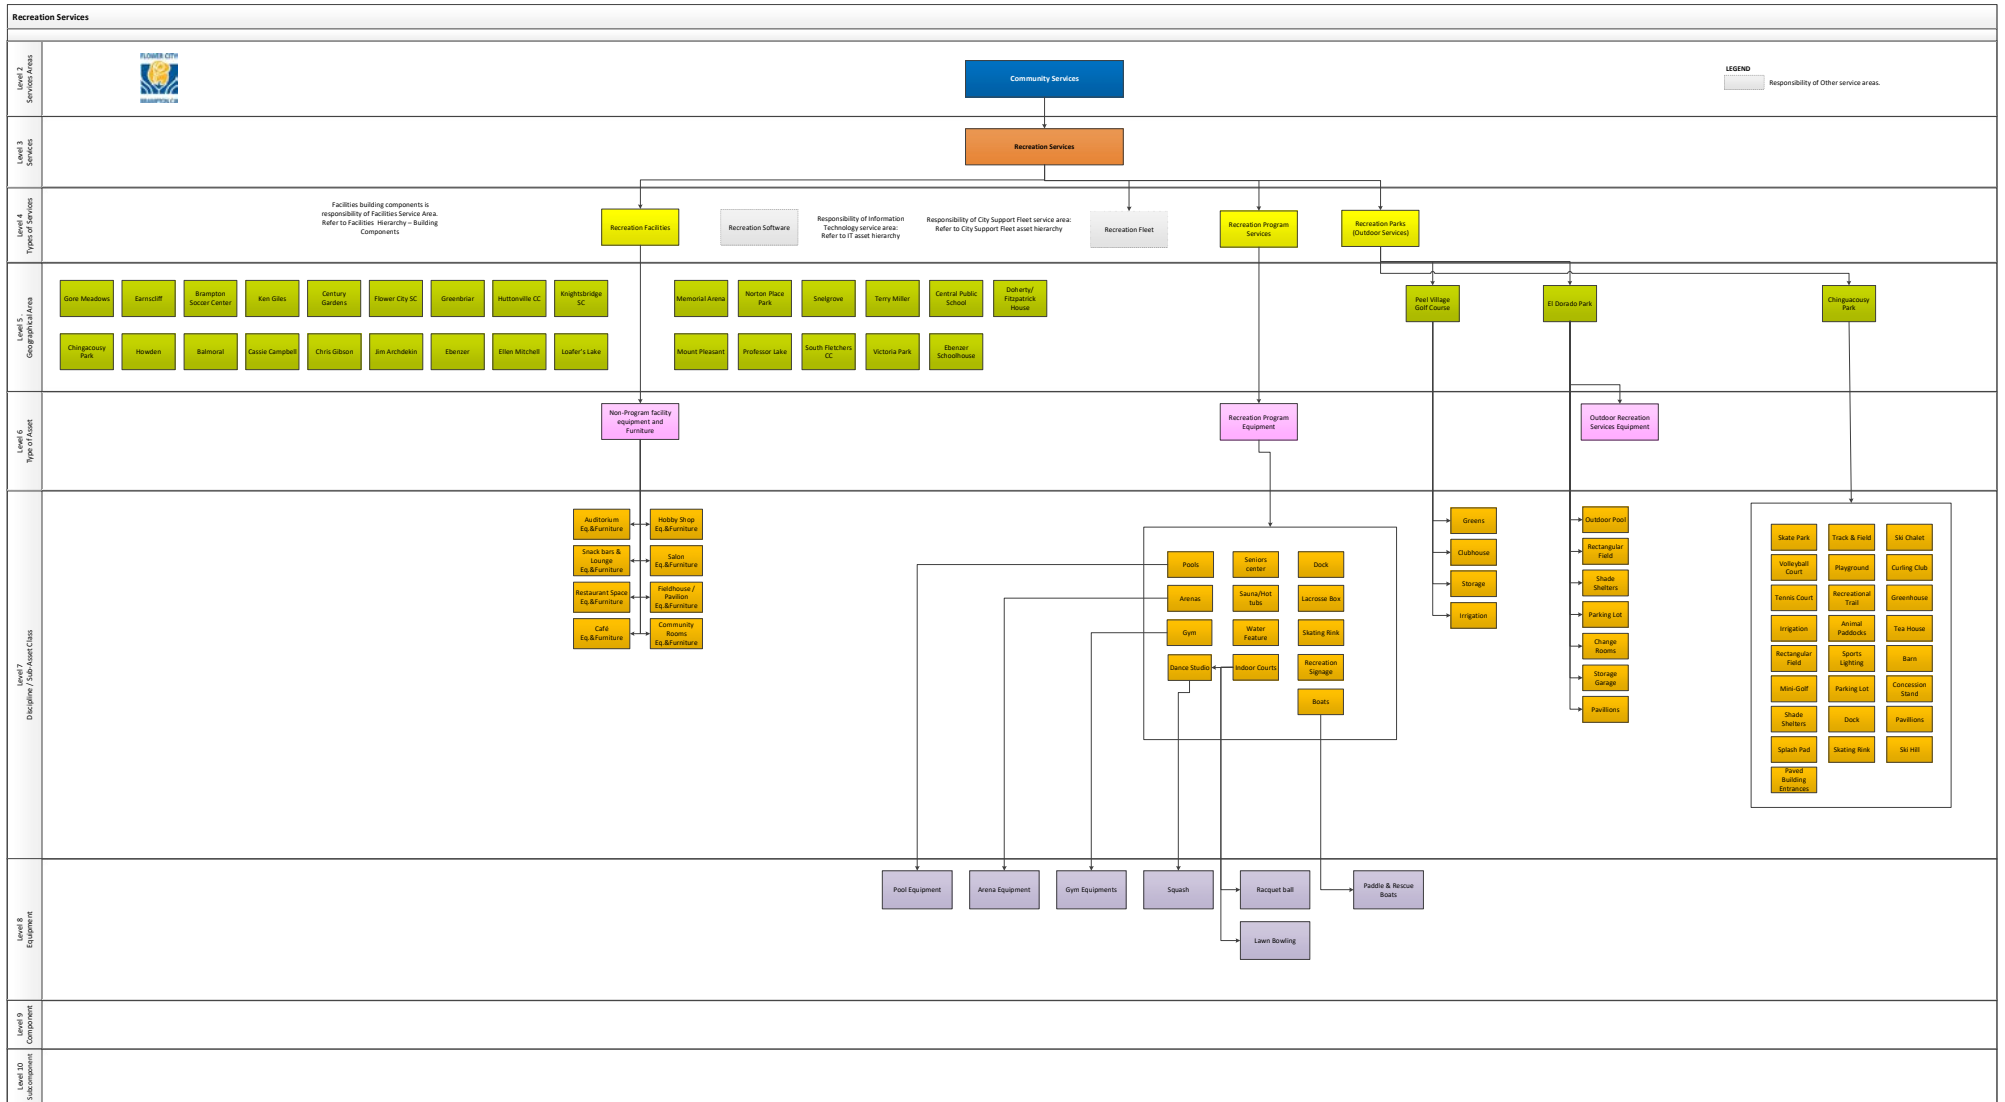 Recreation Services
Level 2
Services Areas
FLOWER CITY
BRAMPTON.CA
Community Services
LEGEND
Responsibility of Other service areas.
Level 3
Services
Recreation Services
Level 4
Types of Services
Facilities building components is
responsibility of Facilities Service Area.
Refer to Facilities Hierarchy – Building
Components
Recreation Facilities
Recreation Software
Responsibility of Information
Technology service area:
Refer to IT asset hierarchy
Responsibility of City Support Fleet service area:
Refer to City Support Fleet asset hierarchy
Recreation Fleet
Recreation Program
Services
Recreation Parks
(Outdoor Services)
Level 5 .
Geographical Area
Gore Meadows
Earnscliff
Brampton
Soccer Center
Ken Giles
Century
Gardens
Flower City SC
Greenbriar
Huttonville CC
Knightsbridge
SC
Memorial Arena
Norton Place
Park
Snelgrove
Terry Miller
Central Public
School
Doherty/
Fitzpatrick
House
Peel Village
Golf Course
El Dorado Park
Chinguacousy
Park
Chingacousy
Park
Howden
Balmoral
Cassie Campbell
Chris Gibson
Jim Archdekin
Ebenzer
Ellen Mitchell
Loafer's Lake
Mount Pleasant
Professor Lake
South Fletchers
CC
Victoria Park
Ebenzer
Schoolhouse
Level 6
Type of Asset
Non-Program facility
equipment and
Furniture
Recreation Program
Equipment
Outdoor Recreation
Services Equipment
Level 7
Discipline / Sub-Asset Class
Auditorium
Eq.&Furniture
Hobby Shop
Eq.&Furniture
Snack bars &
Lounge
Eq.&Furniture
Salon
Eq.&Furniture
Restaurant Space
Eq.&Furniture
Fieldhouse /
Pavilion
Eq.&Furniture
Café
Eq.&Furniture
Community
Rooms
Eq.&Furniture
Pools
Seniors
center
Dock
Arenas
Sauna/Hot
tubs
Lacrosse Box
Gym
Water
Feature
Skating Rink
Dance Studio
Indoor Courts
Recreation
Signage
Boats
Greens
Clubhouse
Storage
Irrigation
Outdoor Pool
Rectangular
Field
Shade
Shelters
Parking Lot
Change
Rooms
Storage
Garage
Pavillions
Skate Park
Track & Field
Ski Chalet
Volleyball
Court
Playground
Curling Club
Tennis Court
Recreational
Trail
Greenhouse
Irrigation
Animal
Paddocks
Tea House
Rectangular
Field
Sports
Lighting
Barn
Mini-Golf
Parking Lot
Concession
Stand
Shade
Shelters
Dock
Pavillions
Splash Pad
Skating Rink
Ski Hill
Paved
Building
Entrances
Level 8
Equipment
Pool Equipment
Arena Equipment
Gym Equipments
Squash
Racquet ball
Paddle & Rescue
Boats
Lawn Bowling
Level 9
Component
Level 10
Subcomponent